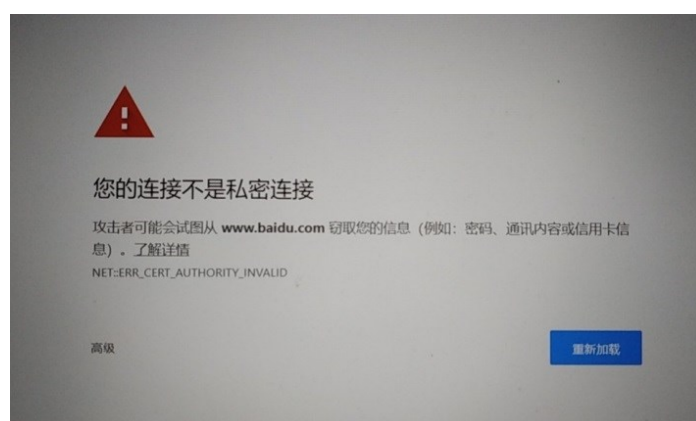 您的连接不是私密连接
攻击者可能会试图从 www.baidu.com 窃取您的信息（例如：密码、通讯内容或信用卡信
息）。了解详情
NET::ERR_CERT_AUTHORITY_INVALID
高级
重新加载